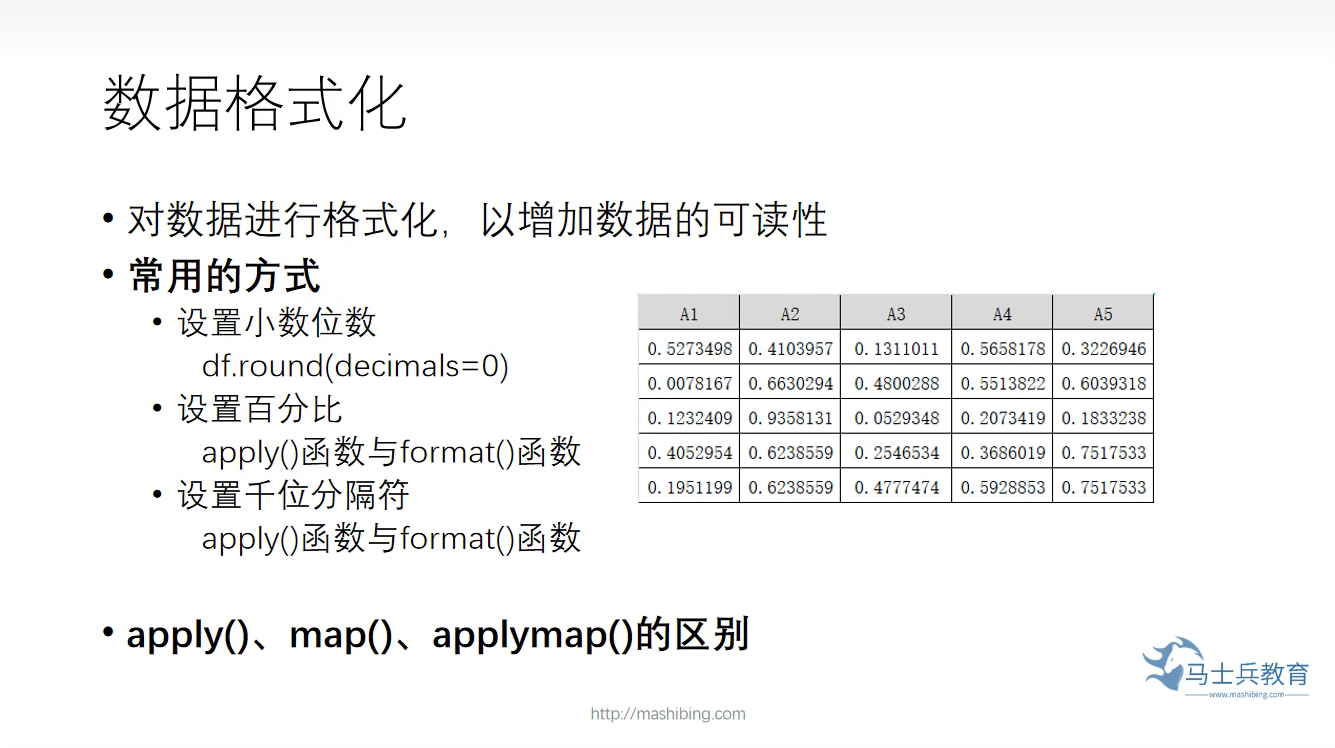 数据格式化
• 对数据进行格式化，以增加数据的可读性
• 常用的方式
• 设置小数位数
df.round(decimals=0)
• 设置百分比
apply()函数与format()函数
• 设置千位分隔符
apply()函数与format()函数
A1 A2 A3 A4 A5
0.5273498 0.4103957 0.1311011 0.5658178 0.3226946
0.0078167 0.6630294 0.4800288 0.5513822 0.6039318
0.1232409 0.9358131 0.0529348 0.2073419 0.1833238
0.4052954 0.6238559 0.2546534 0.3686019 0.7517533
0.1951199 0.6238559 0.4777474 0.5928853 0.7517533
• apply()、map()、applymap()的区别
马士兵教育
www.mashibing.com
http://mashibing.com